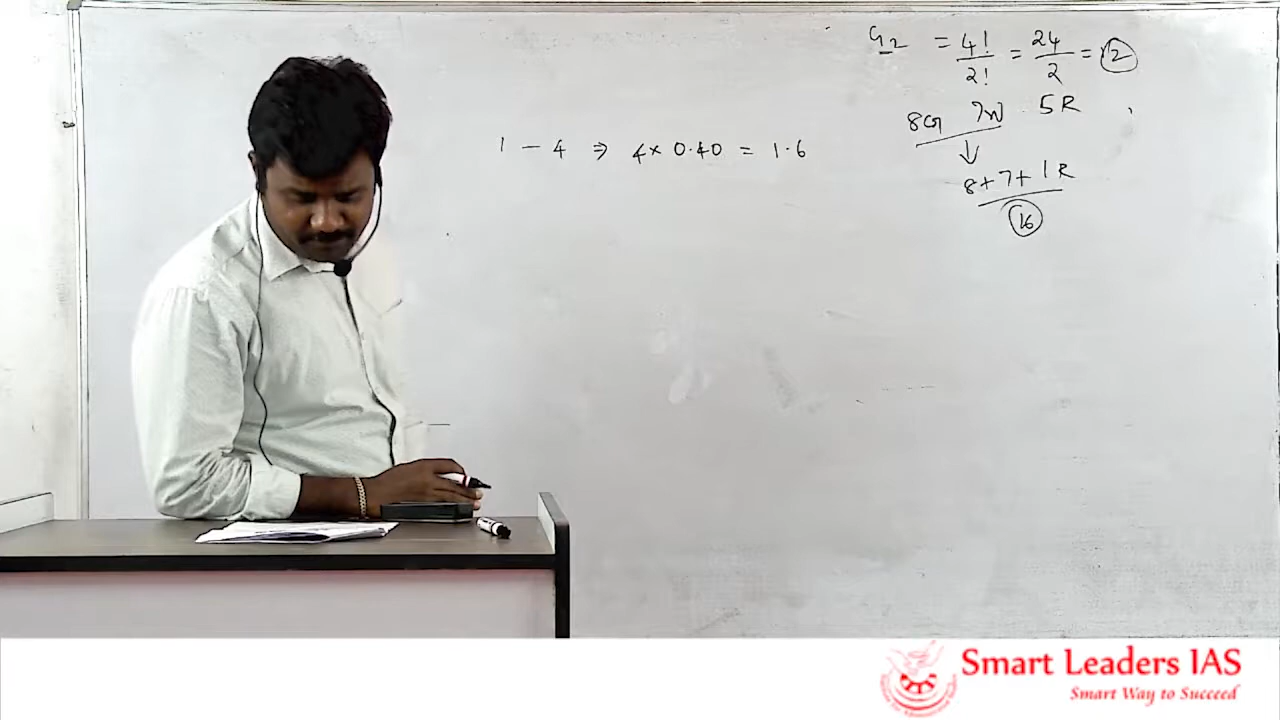 G2 = 4!/2! = 24/2 = 12
8G 7W 5R
1 - 4 ⇒ 4 × 0.40 = 1.6
↓
8+7+1R
16
Smart Leaders IAS
Smart Way to Succeed